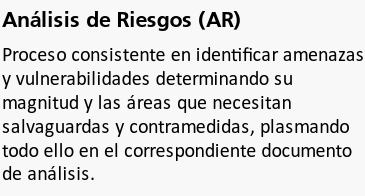 Análisis de Riesgos (AR)
Proceso consistente en identificar amenazas
y vulnerabilidades determinando su
magnitud y las áreas que necesitan
salvaguardas y contramedidas, plasmando
todo ello en el correspondiente documento
de análisis.